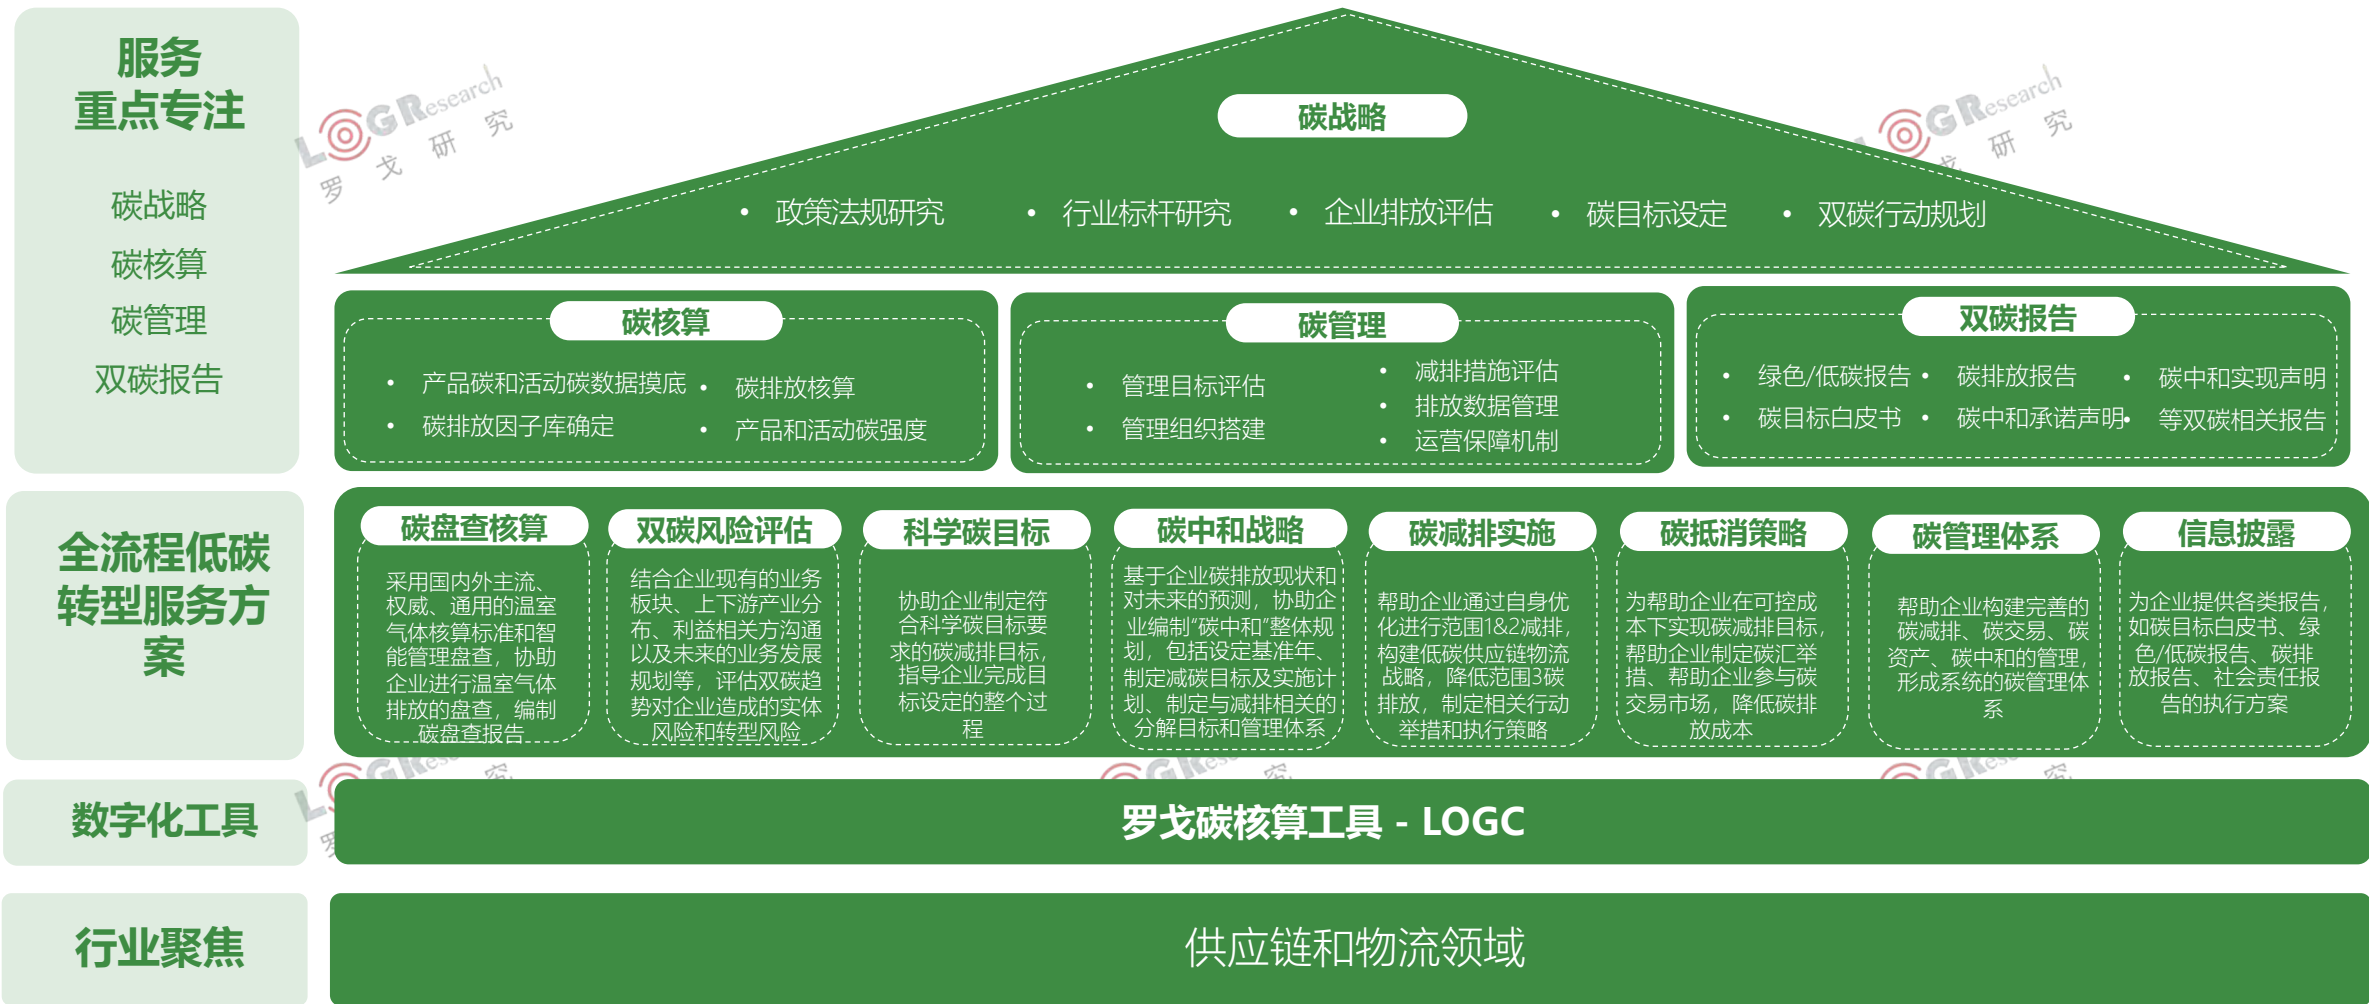 服务
重点专注
碳战略
碳核算
碳管理
双碳报告
LOGResearch
罗戈研究
LOGResearch
戈研究
碳战略
• 政策法规研究 • 行业标杆研究 • 企业排放评估 • 碳目标设定 • 双碳行动规划
碳核算
• 产品碳和活动碳数据摸底 • 碳排放核算
• 碳排放因子库确定 • 产品和活动碳强度
碳管理
• 管理目标评估
• 管理组织搭建
• 减排措施评估
• 排放数据管理
• 运营保障机制
双碳报告
• 绿色/低碳报告 • 碳排放报告 • 碳中和实现声明
• 碳目标白皮书 • 碳中和承诺声明 • 等双碳相关报告
全流程低碳
转型服务方
案
碳盘查核算
采用国内外主流、
权威、通用的温室
气体核算标准和智
能管理盘查，协助
企业进行温室气体
排放的盘查，编制
碳盘查报告
双碳风险评估
结合企业现有的业务
板块、上下游产业分
布、利益相关方沟通
以及未来的业务发展
规划等，评估双碳趋
势对企业造成的实体
风险和转型风险
科学碳目标
协助企业制定符
合科学碳目标要
求的碳减排目标，
指导企业完成目
标设定的整个过
程
碳中和战略
基于企业碳排放现状和
对未来的预测，协助企
业编制“碳中和”整体规
划，包括设定基准年、
制定减碳目标及实施计
划、制定与减排相关的
分解目标和管理体系
碳减排实施
帮助企业通过自身优
化进行范围1&2减排，
构建低碳供应链物流
战略，降低范围3碳
排放，制定相关行动
举措和执行策略
碳抵消策略
为帮助企业在可控成
本下实现碳减排目标，
帮助企业制定碳汇举
措、帮助企业参与碳
交易市场，降低碳排
放成本
碳管理体系
帮助企业构建完善的
碳减排、碳交易、碳
资产、碳中和的管理，
形成系统的碳管理体
系
信息披露
为企业提供各类报告，
如碳目标白皮书、绿
色/低碳报告、碳排
放报告、社会责任报
告的执行方案
数字化工具
罗戈碳核算工具 - LOGC
行业聚焦
供应链和物流领域